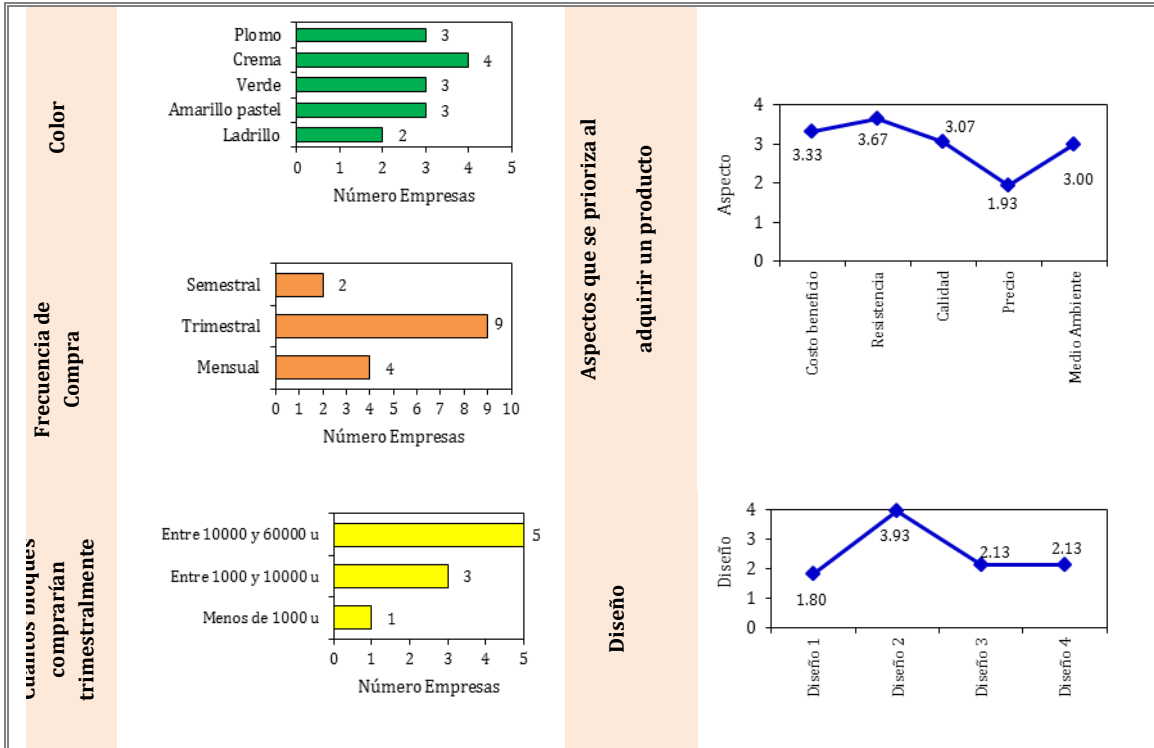 Color
Plomo
3
Crema
4
Verde
3
Amarillo pastel
3
Ladrillo
2
0 1 2 3 4 5
Número Empresas
Frecuencia de
Compra
Semestral
2
Trimestral
9
Mensual
4
0 1 2 3 4 5 6 7 8 9 10
Número Empresas
Cuantos bloques
comprarían
trimestralmente
Entre 10000 y 60000 u
5
Entre 1000 y 10000 u
3
Menos de 1000 u
1
0 1 2 3 4 5
Número Empresas
Aspectos que se prioriza al
adquirir un producto
Aspecto
4
3
2
1
0
3.33
3.67
3.07
1.93
3.00
Costo beneficio
Resistencia
Calidad
Precio
Medio Ambiente
Diseño
Diseño
4
3
2
1
0
1.80
3.93
2.13
2.13
Diseño 1
Diseño 2
Diseño 3
Diseño 4